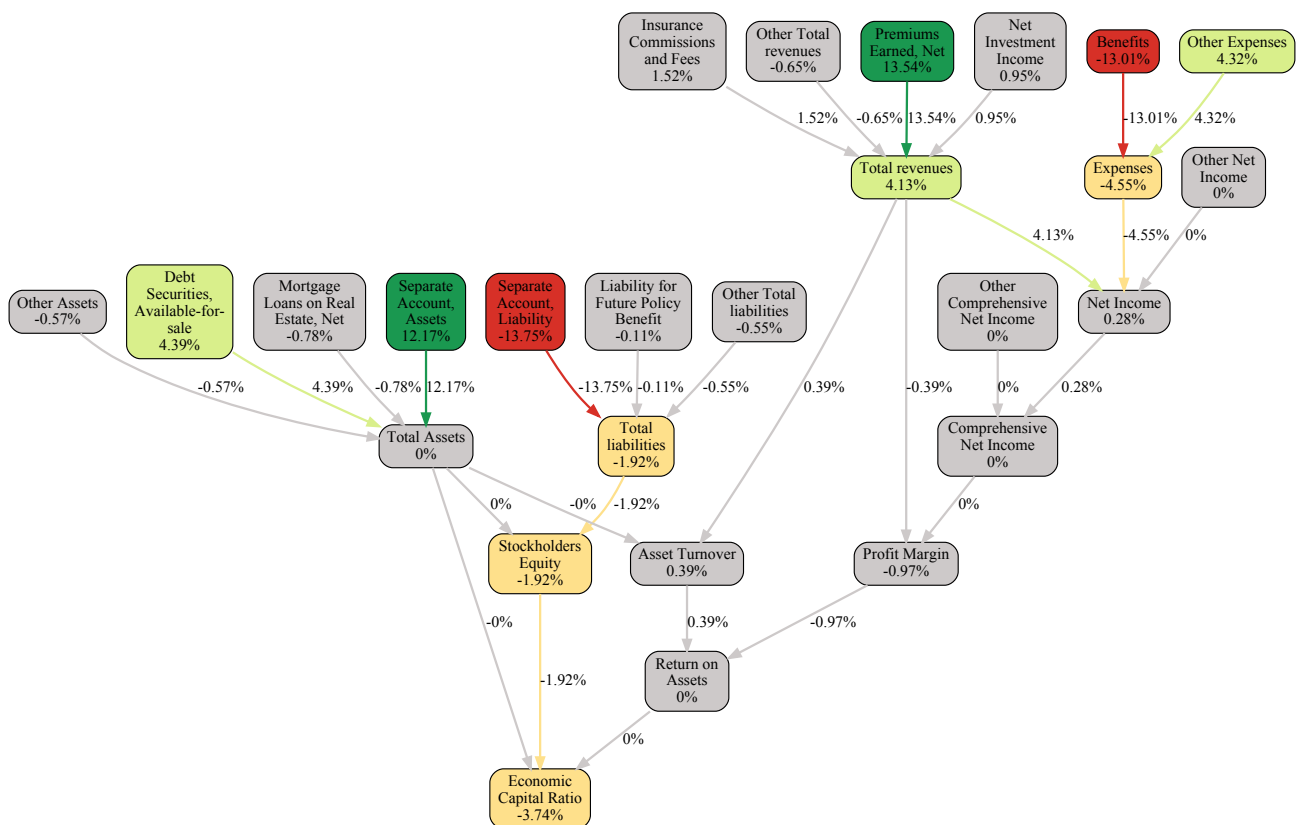 Insurance
Commissions
and Fees
1.52%
Other Total
revenues
-0.65%
Premiums
Earned, Net
13.54%
Net
Investment
Income
0.95%
Benefits
-13.01%
Other Expenses
4.32%
1.52%
-0.65%
13.54%
0.95%
-13.01%
4.32%
Total revenues
4.13%
Expenses
-4.55%
Other Net
Income
0%
4.13%
-4.55%
0%
Other Assets
-0.57%
Debt
Securities,
Available-for-
sale
4.39%
Mortgage
Loans on Real
Estate, Net
-0.78%
Separate
Account,
Assets
12.17%
Separate
Account,
Liability
-13.75%
Liability for
Future Policy
Benefit
-0.11%
Other Total
liabilities
-0.55%
Other
Comprehensive
Net Income
0%
Net Income
0.28%
-0.57%
4.39%
-0.78%
12.17%
-13.75%
-0.11%
-0.55%
0.39%
-0.39%
0%
0.28%
Total Assets
0%
Total
liabilities
-1.92%
Comprehensive
Net Income
0%
0%
-0%
-1.92%
0%
Stockholders
Equity
-1.92%
Asset Turnover
0.39%
Profit Margin
-0.97%
-0%
0.39%
-0.97%
-1.92%
Return on
Assets
0%
0%
Economic
Capital Ratio
-3.74%